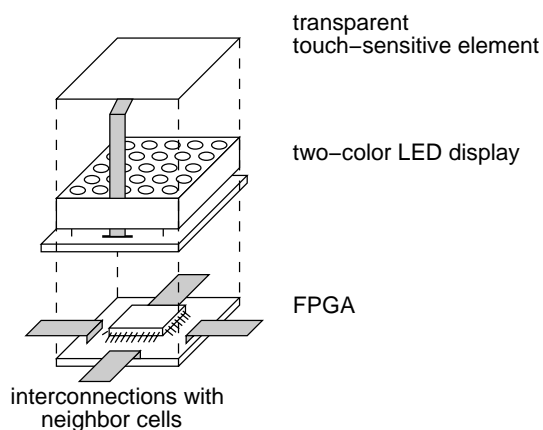 transparent
touch−sensitive element
two−color LED display
FPGA
interconnections with
neighbor cells